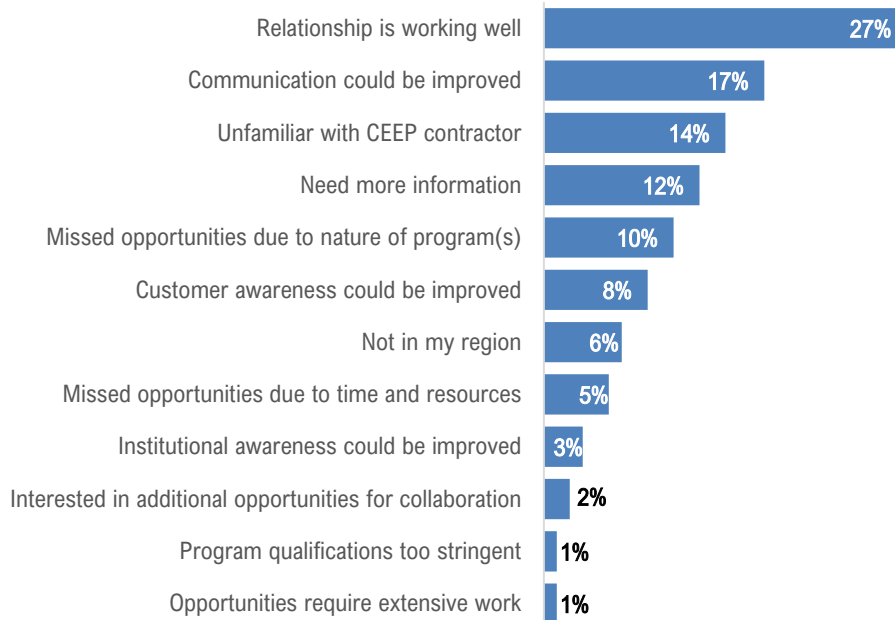 Relationship is working well 27%
Communication could be improved 17%
Unfamiliar with CEEP contractor 14%
Need more information 12%
Missed opportunities due to nature of program(s) 10%
Customer awareness could be improved 8%
Not in my region 6%
Missed opportunities due to time and resources 5%
Institutional awareness could be improved 3%
Interested in additional opportunities for collaboration 2%
Program qualifications too stringent 1%
Opportunities require extensive work 1%